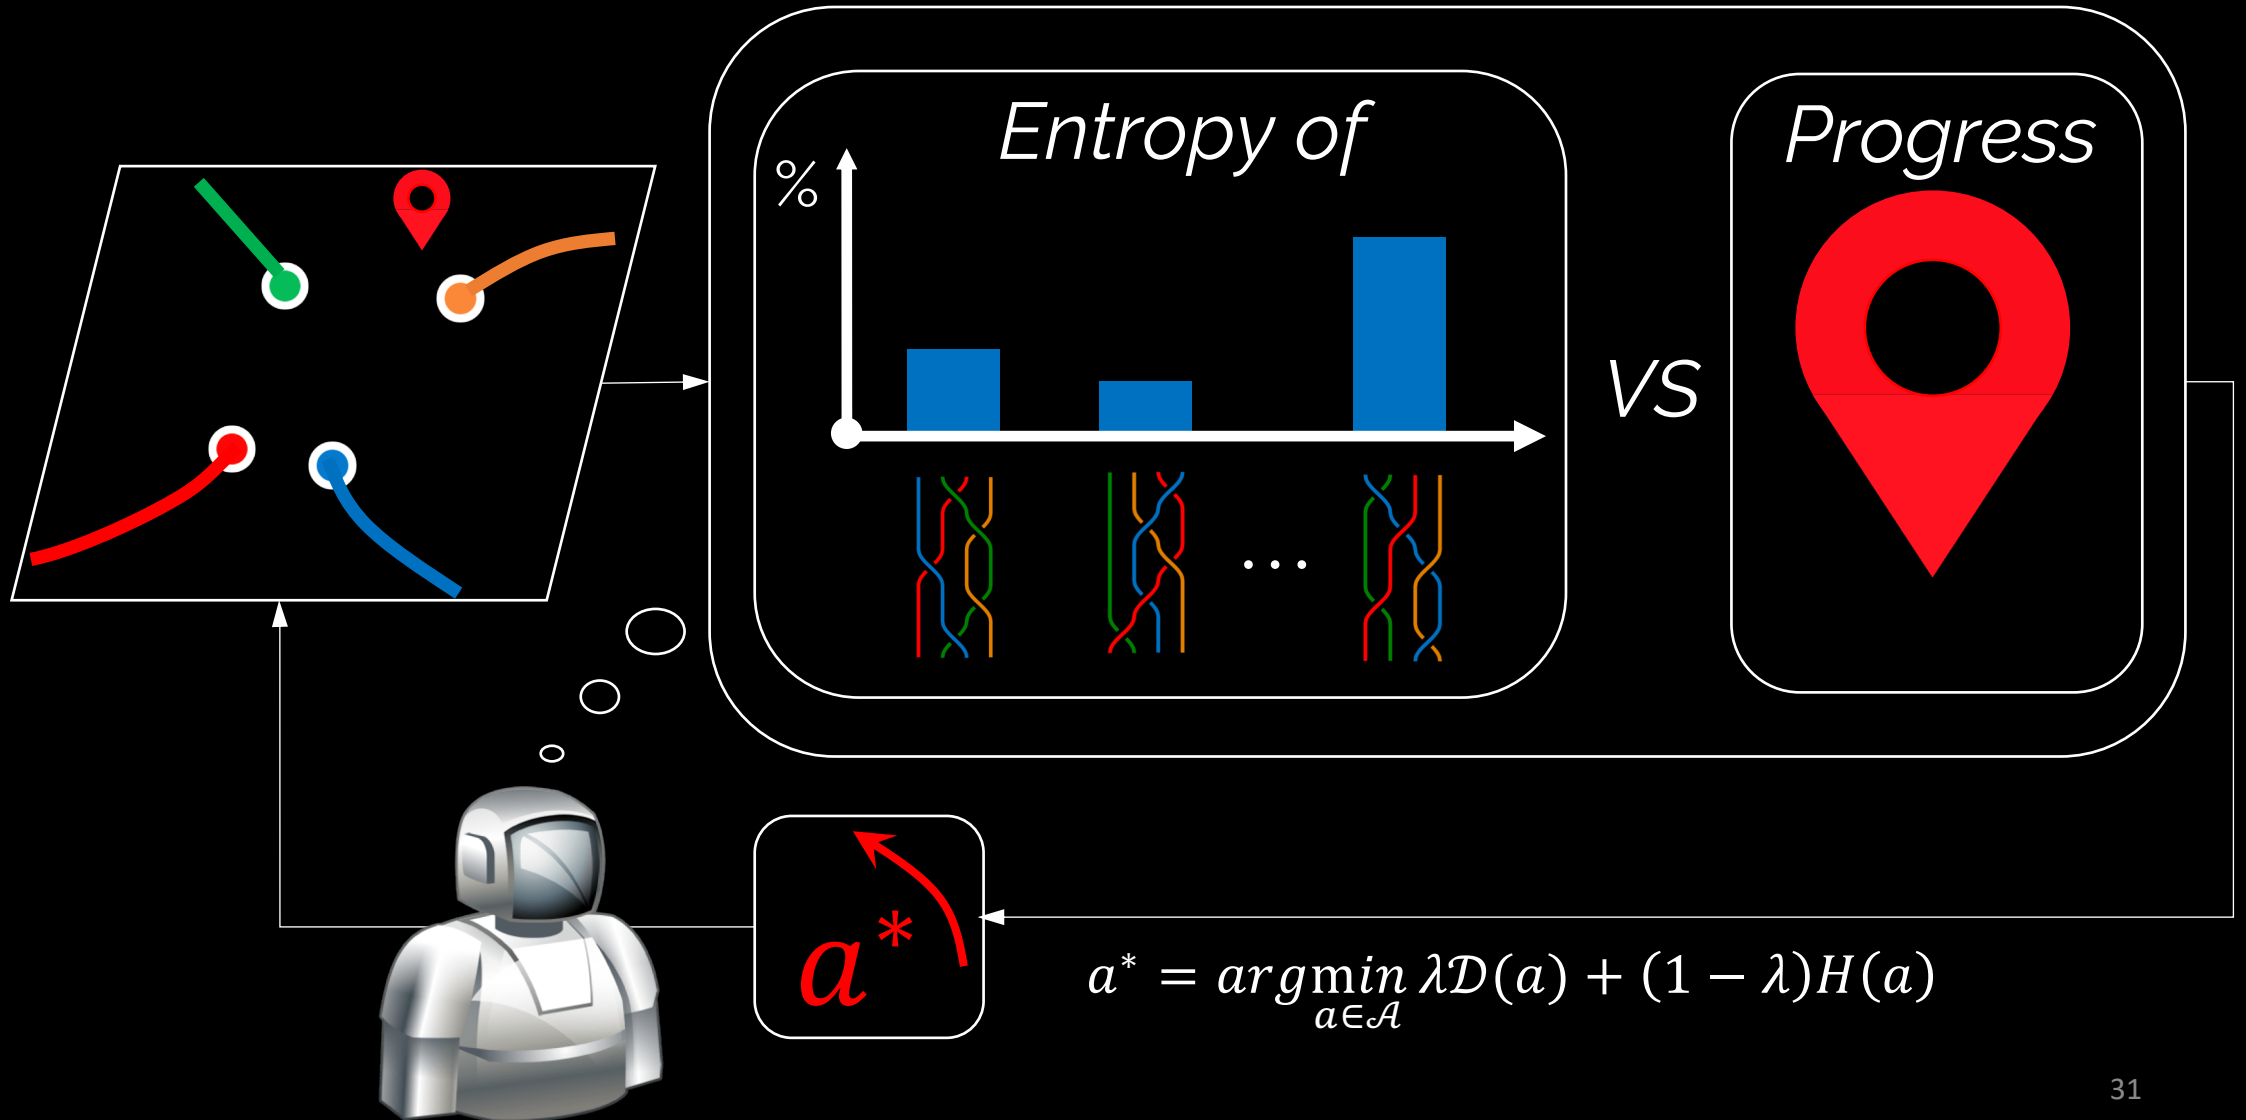 Entropy of
%
VS
Progress
...
a*
a* = argmin λ𝒟(a) + (1 − λ)H(a)
a∈𝒜
31